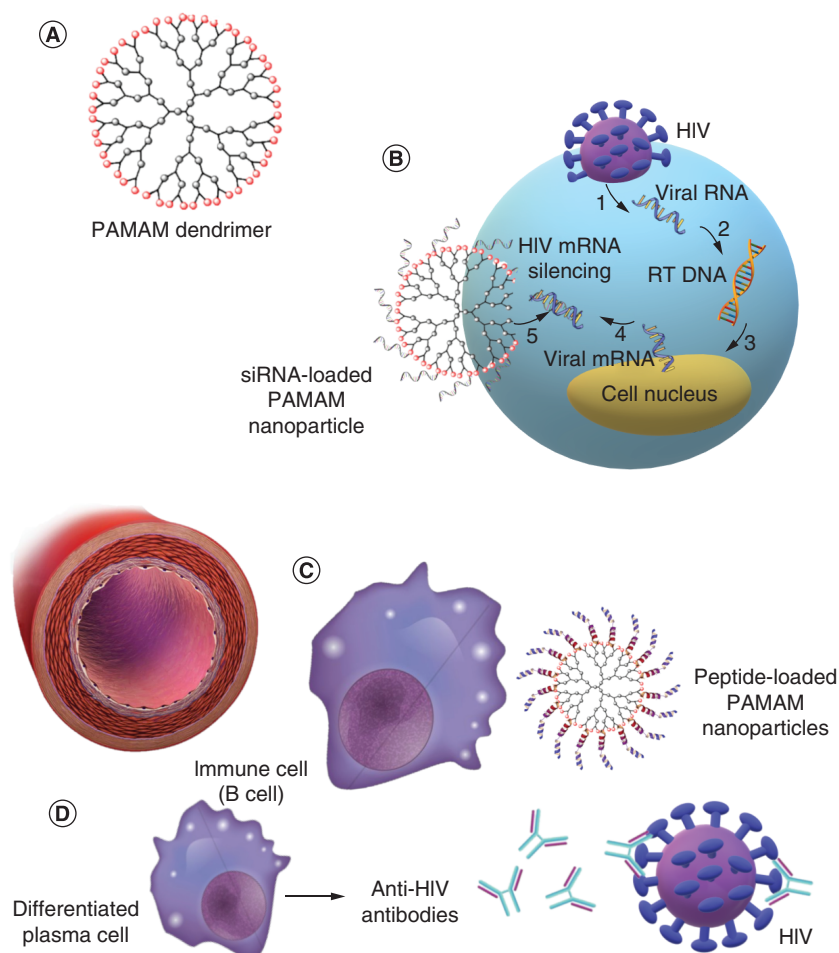 A
PAMAM dendrimer
B
HIV
1
Viral RNA
2
HIV mRNA
silencing
RT DNA
5
4
3
Viral mRNA
Cell nucleus
siRNA-loaded
PAMAM
nanoparticle
C
Peptide-loaded
PAMAM
nanoparticles
Immune cell
(B cell)
D
Differentiated
plasma cell
Anti-HIV
antibodies
HIV